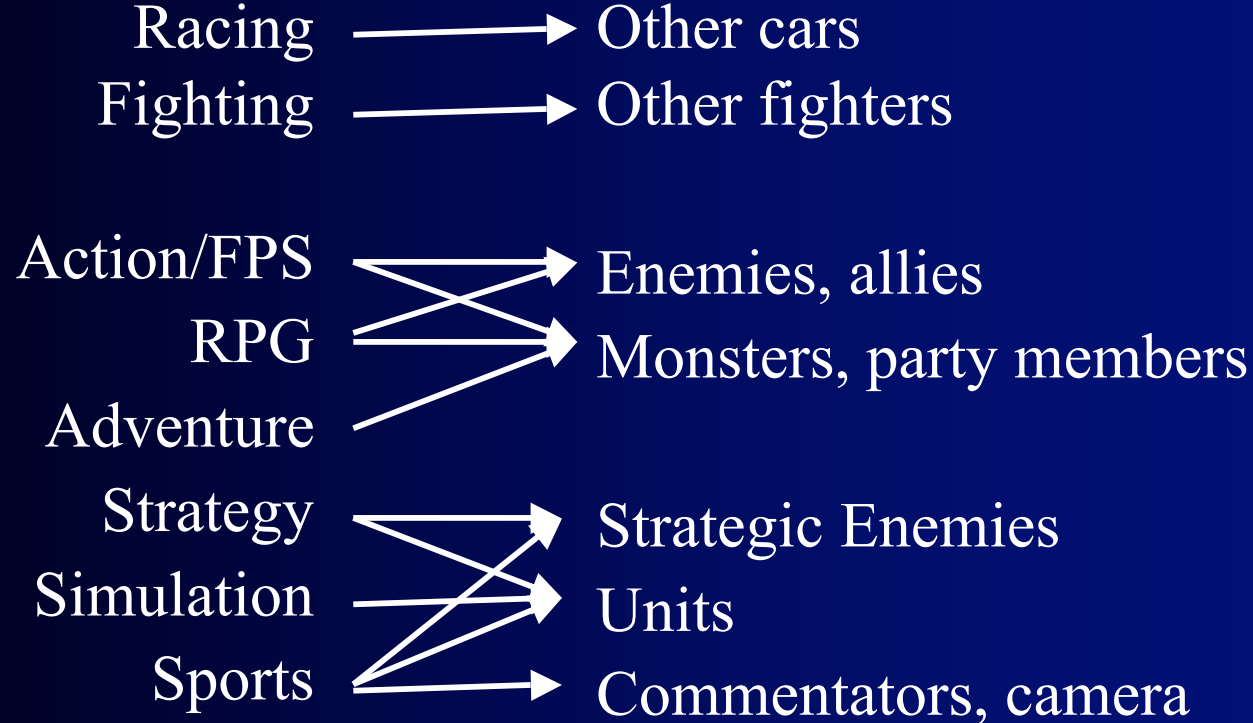 Racing Other cars
Fighting Other fighters
Action/FPS Enemies, allies
RPG Monsters, party members
Adventure
Strategy Strategic Enemies
Simulation Units
Sports Commentators, camera